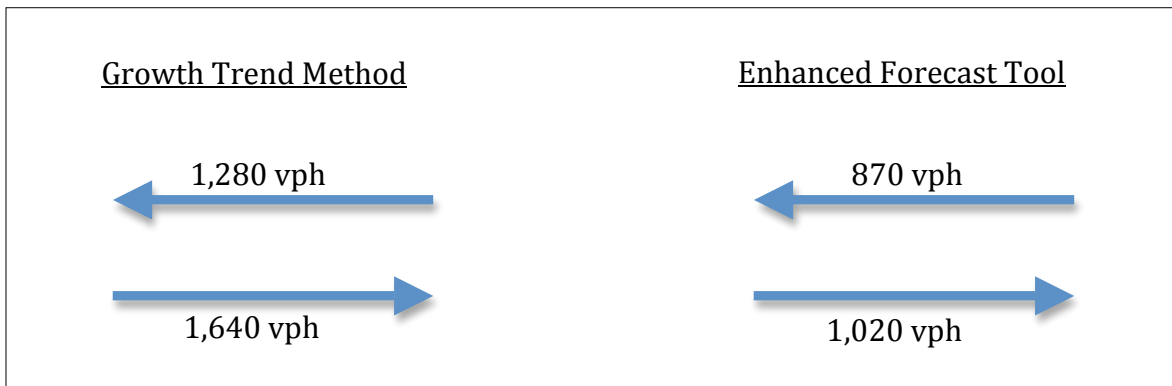 Growth Trend Method
1,280 vph
1,640 vph
Enhanced Forecast Tool
870 vph
1,020 vph